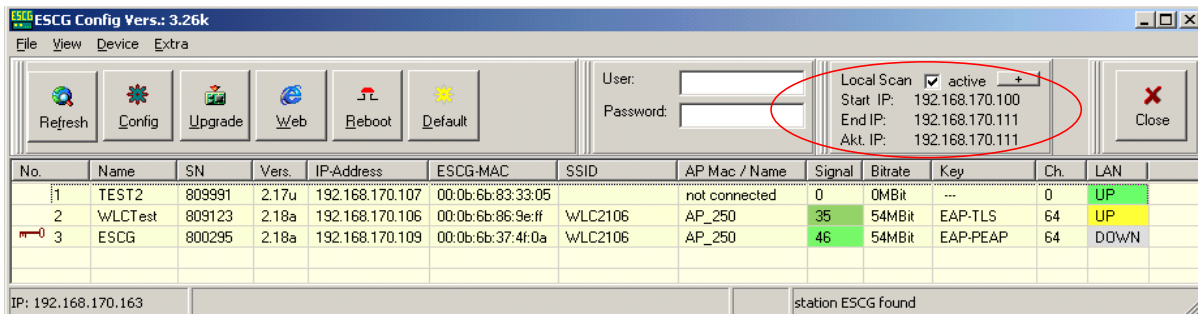 ESCG Config Vers.: 3.26k
File View Device Extra
Refresh Config Upgrade Web Reboot Default
User:
Password:
Local Scan active +
Start IP: 192.168.170.100
End IP: 192.168.170.111
Akt. IP: 192.168.170.111
Close
No. Name SN Vers. IP-Address ESCG-MAC SSID AP Mac / Name Signal Bitrate Key Ch. LAN
1 TEST2 809991 2.17u 192.168.170.107 00:0b:6b:83:33:05 not connected 0 0MBit --- 0 UP
2 WLCTest 809123 2.18a 192.168.170.106 00:0b:6b:86:9e:ff WLC2106 AP_250 35 54MBit EAP-TLS 64 UP
3 ESCG 800295 2.18a 192.168.170.109 00:0b:6b:37:4f:0a WLC2106 AP_250 46 54MBit EAP-PEAP 64 DOWN
IP: 192.168.170.163 station ESCG found